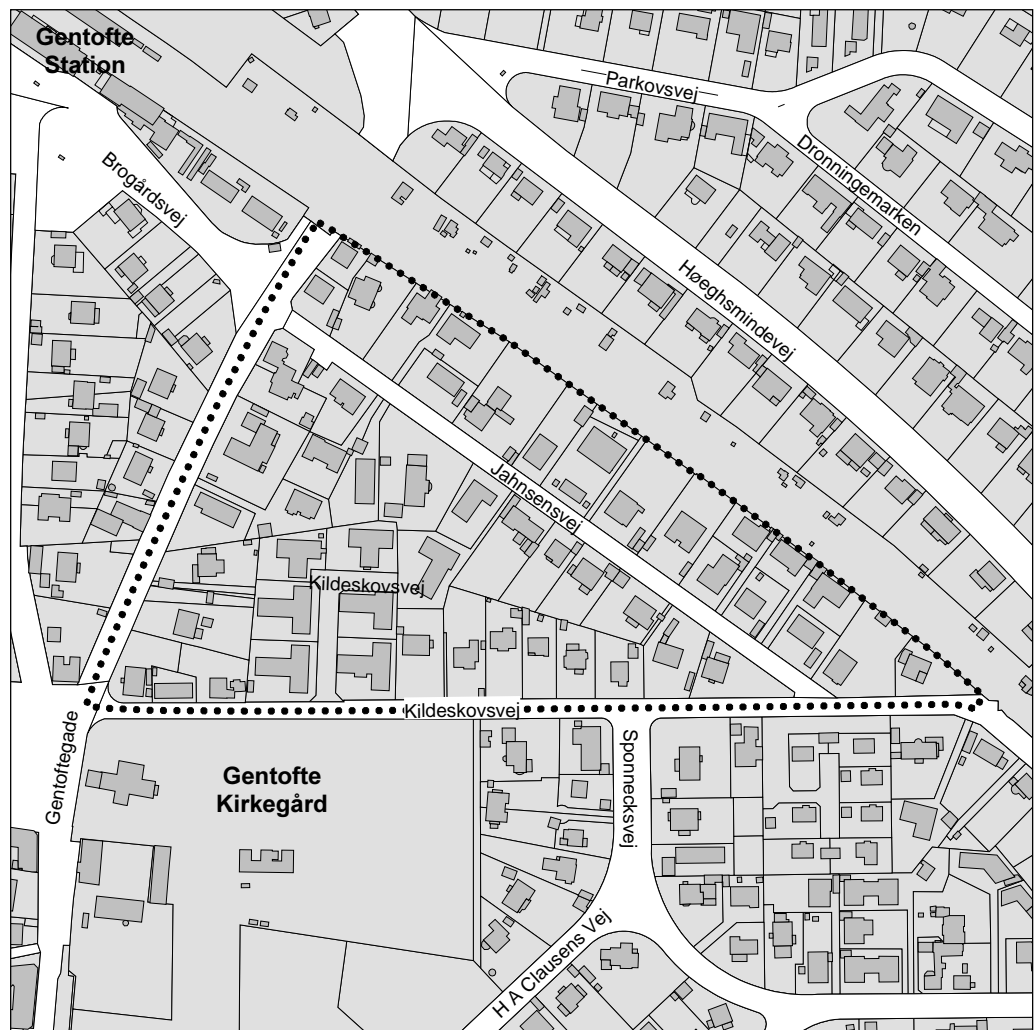 Gentofte
Station
Parkovsvej
Dronningemarken
Brogårdsvej
Høeghsmindevej
Jahnsensvej
Kildeskovsvej
Kildeskovsvej
Gentoftegade
Sponnecksvej
Gentofte
Kirkegård
H A Clausens Vej